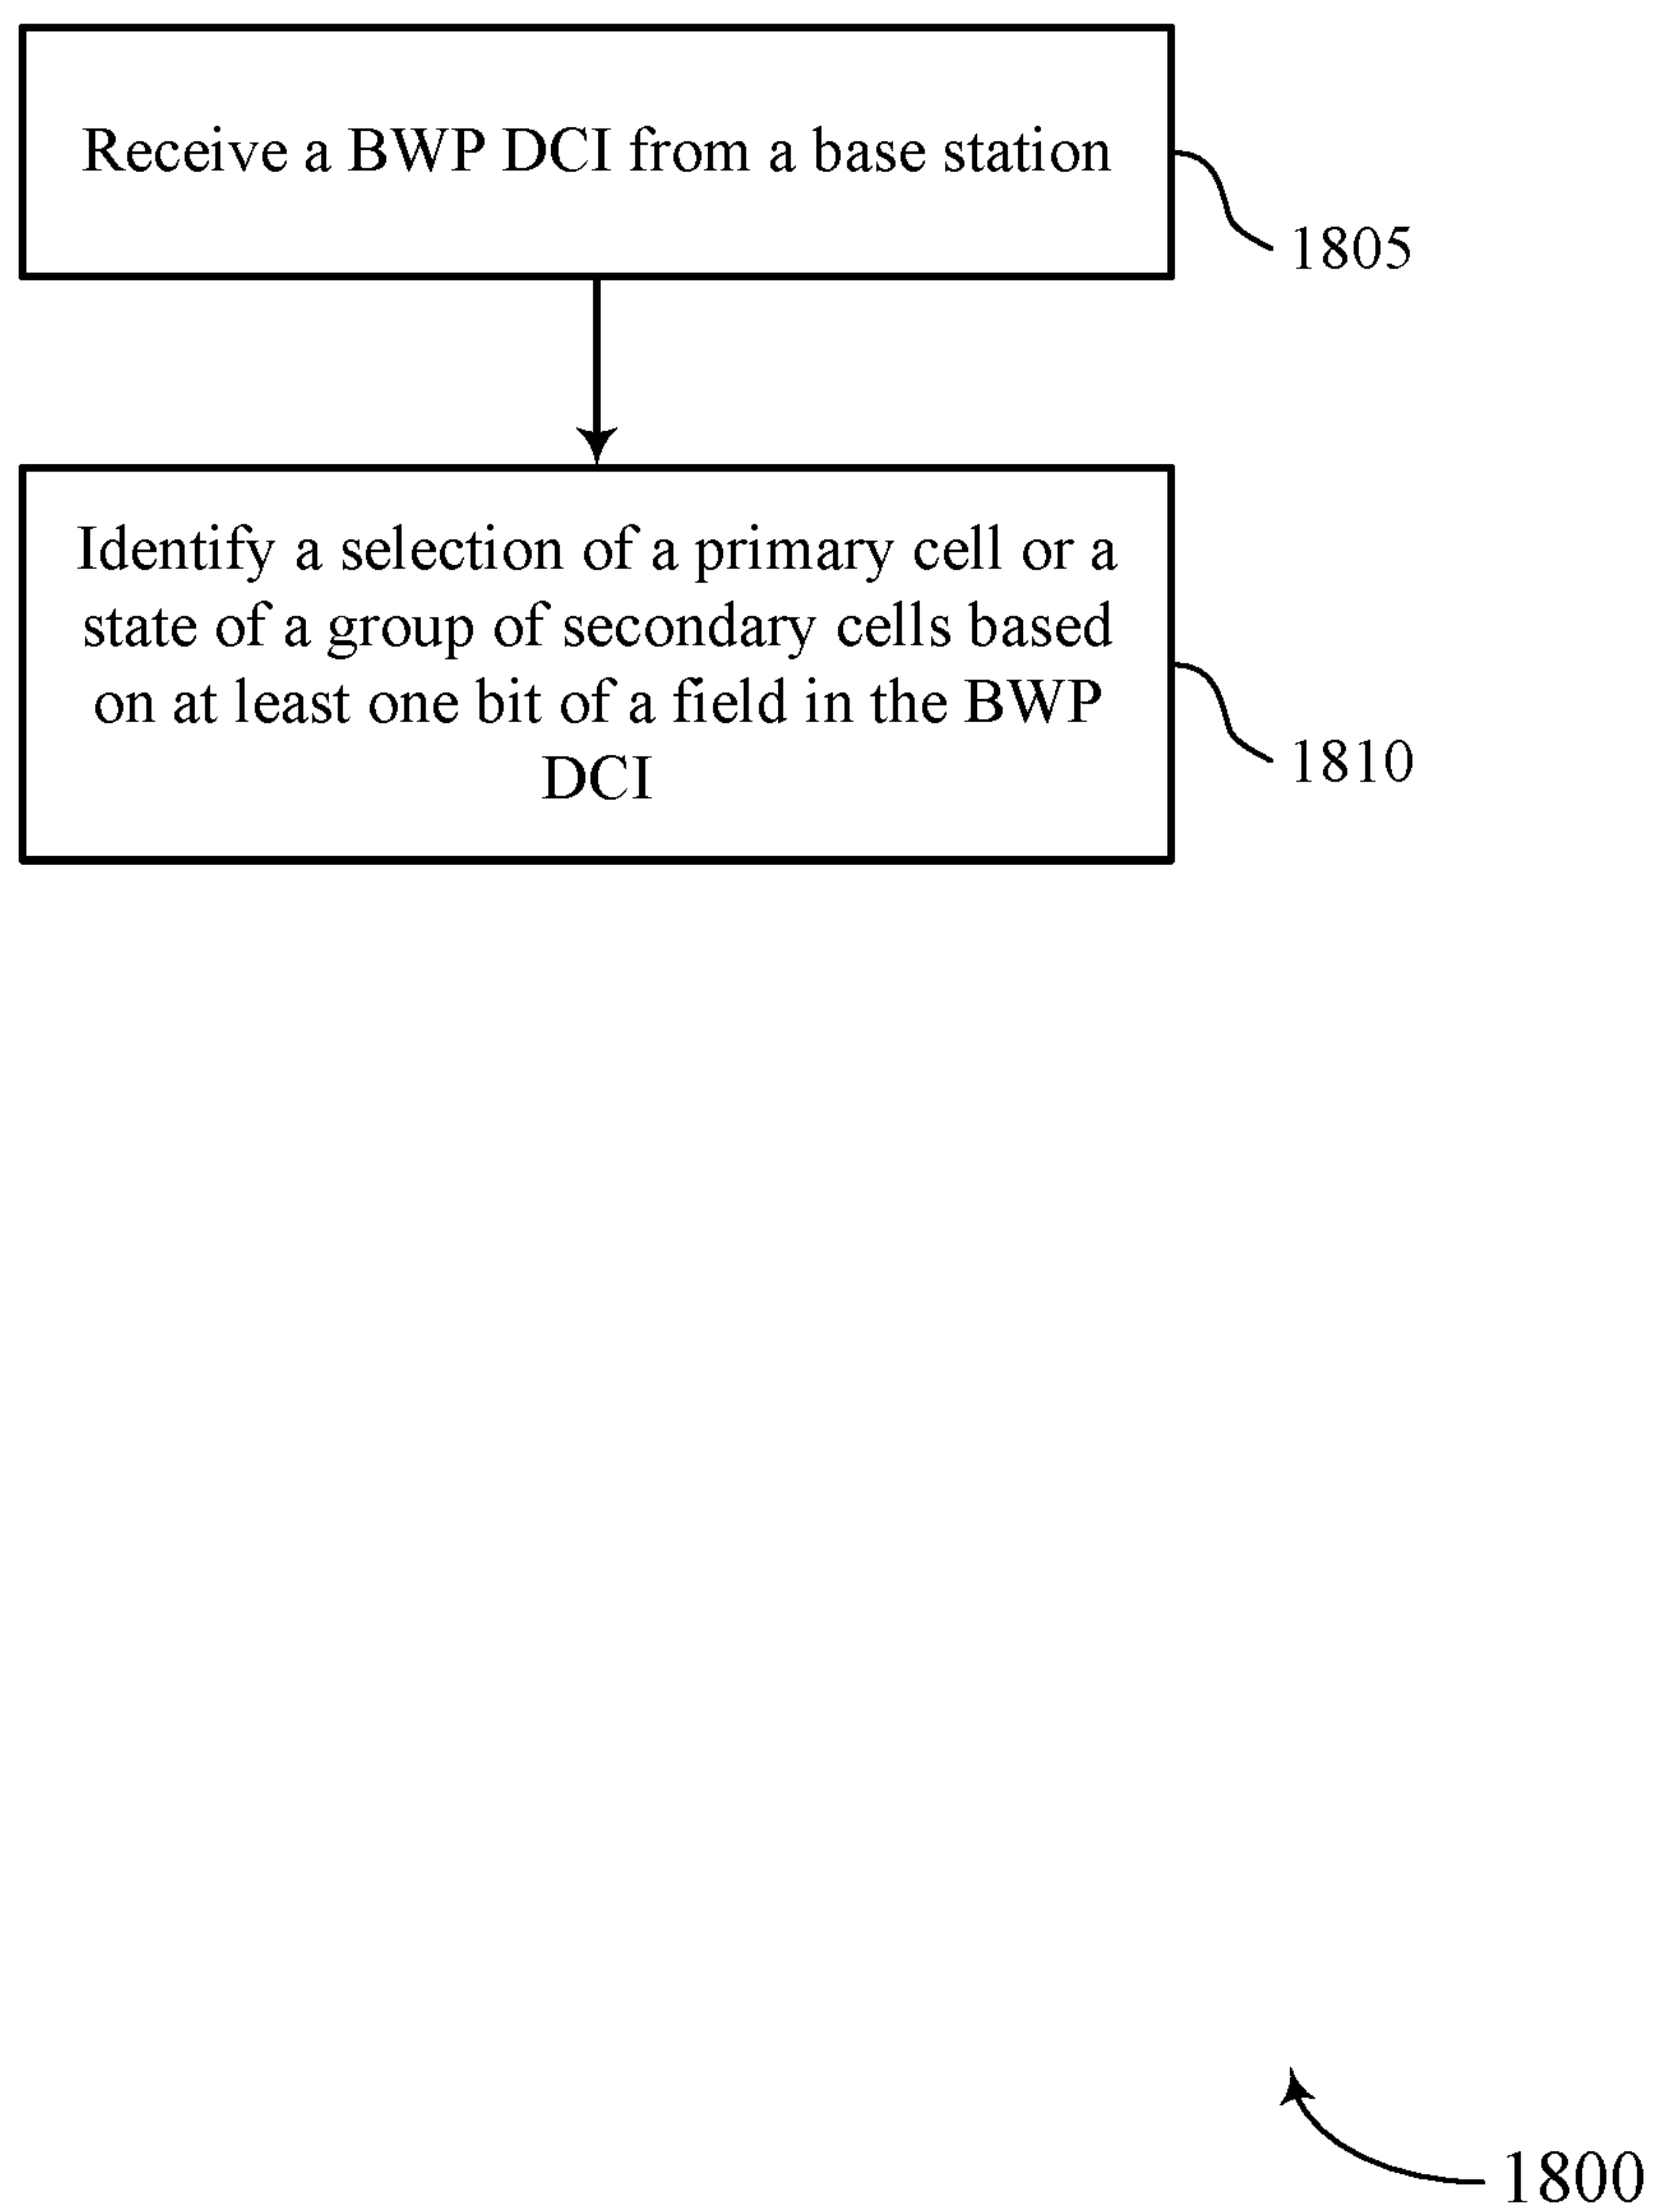 Receive a BWP DCI from a base station
1805
Identify a selection of a primary cell or a
state of a group of secondary cells based
on at least one bit of a field in the BWP
DCI
1810
1800